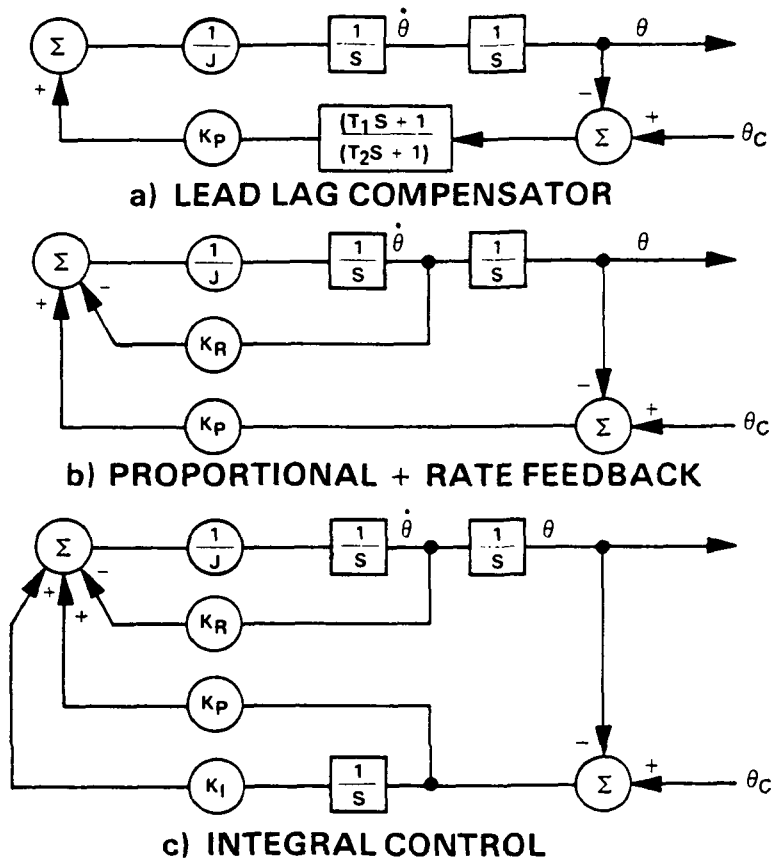 Σ 1/J 1/S θ̇ 1/S θ
+ −
K_P (T₁S + 1 / (T₂S + 1) Σ + θ_C
a) LEAD LAG COMPENSATOR
Σ 1/J 1/S θ̇ 1/S θ
+ −
K_R
−
K_P Σ + θ_C
b) PROPORTIONAL + RATE FEEDBACK
Σ 1/J 1/S θ̇ 1/S θ
+ + −
K_R
K_P
−
K_I 1/S Σ + θ_C
c) INTEGRAL CONTROL